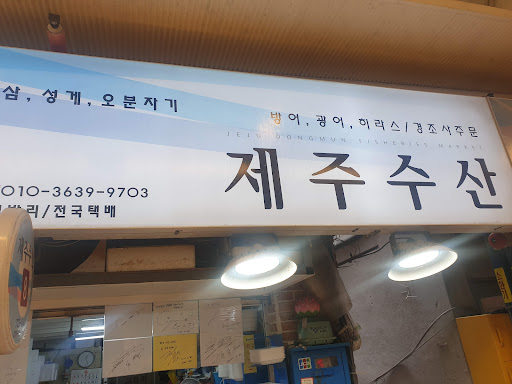 삼, 성게, 오분자기
방어, 광어, 히라스/경조사주문
JEJU DONGMUN FISHERIES MARKET
제주수산
010-3639-9703
/전국택배